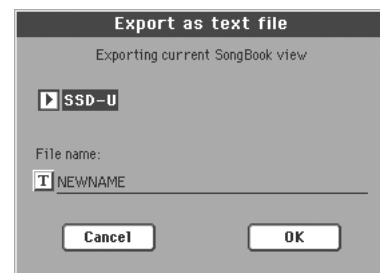 Export as text file
Exporting current SongBook view
SSD-U
File name:
T NEWNAME
Cancel OK